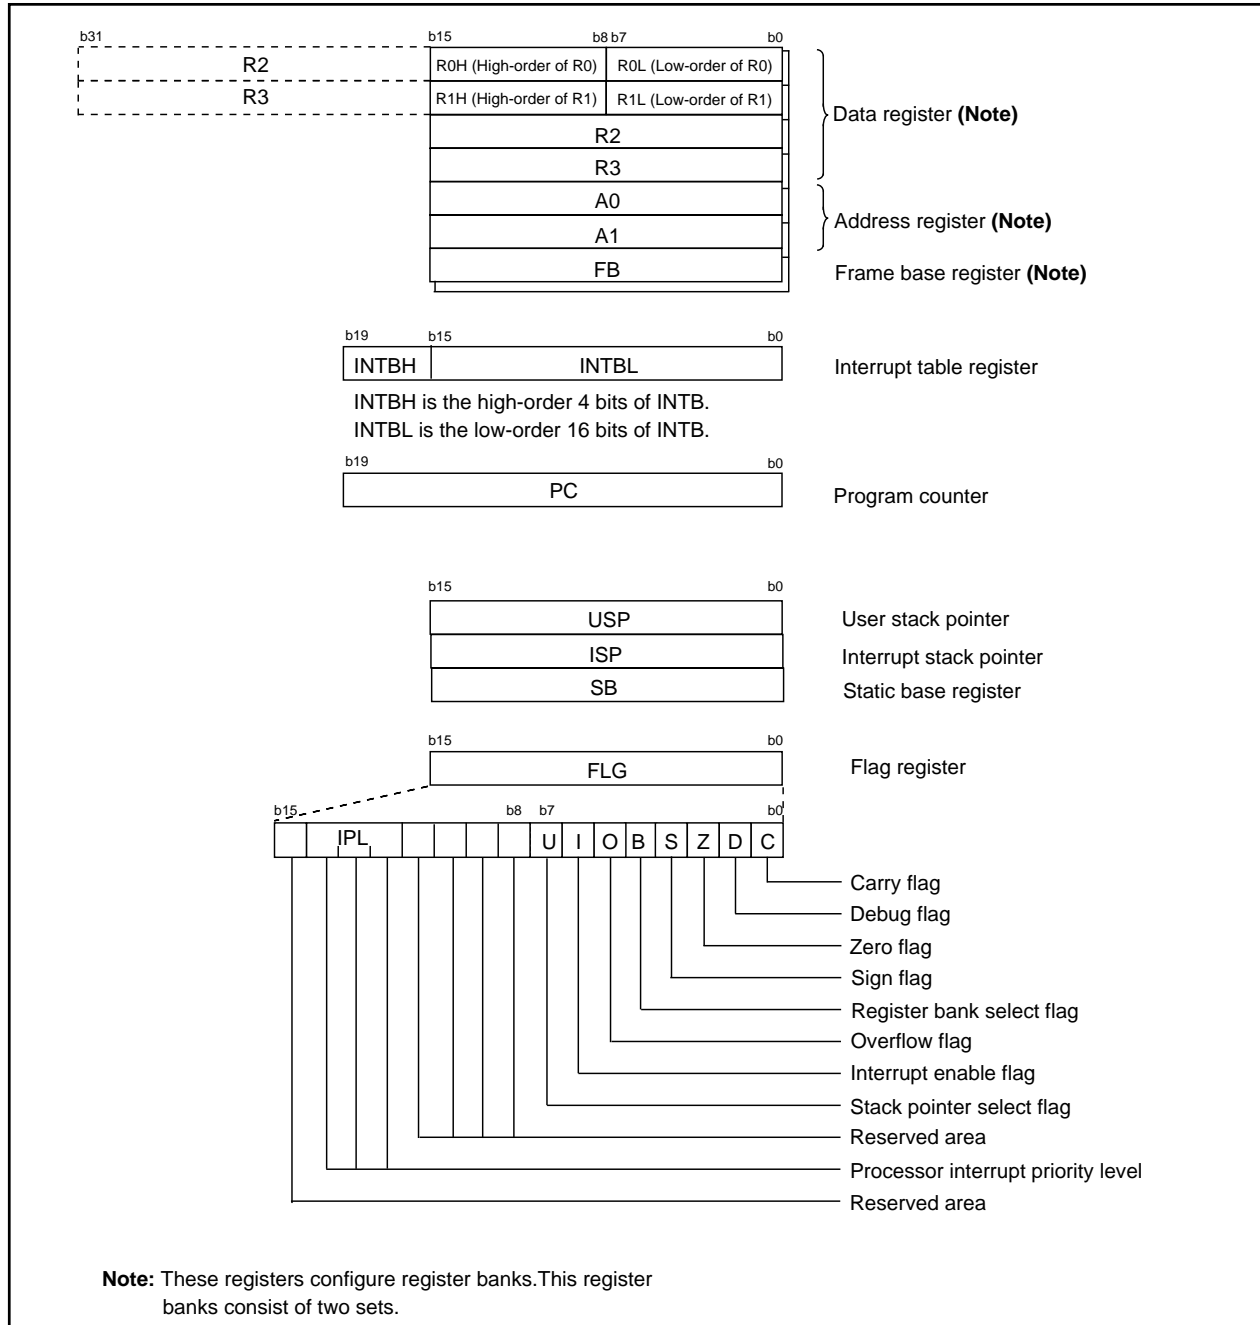 b31 b15 b8 b7 b0
R2 R0H (High-order of R0) R0L (Low-order of R0)
R3 R1H (High-order of R1) R1L (Low-order of R1)
Data register (Note)
R2
R3
A0
A1
Address register (Note)
FB
Frame base register (Note)
b19 b15 b0
INTBH INTBL Interrupt table register
INTBH is the high-order 4 bits of INTB.
INTBL is the low-order 16 bits of INTB.
b19 b0
PC Program counter
b15 b0
USP User stack pointer
ISP Interrupt stack pointer
SB Static base register
b15 b0
FLG Flag register
b15 b8 b7 b0
IPL U I O B S Z D C
Carry flag
Debug flag
Zero flag
Sign flag
Register bank select flag
Overflow flag
Interrupt enable flag
Stack pointer select flag
Reserved area
Processor interrupt priority level
Reserved area
Note: These registers configure register banks.This register
banks consist of two sets.